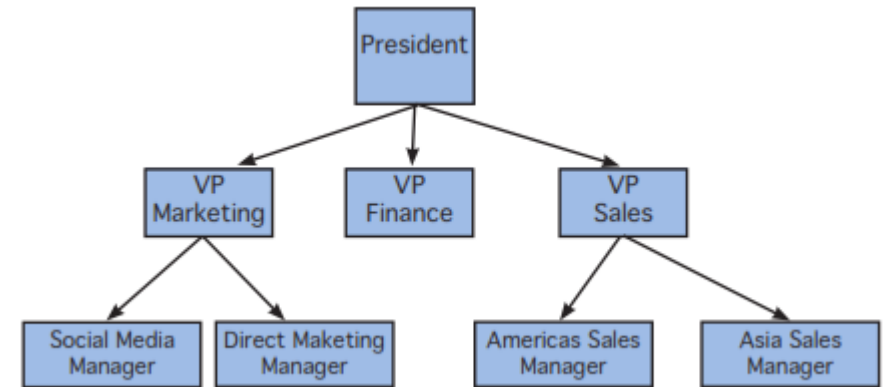 President
VP
Marketing
VP
Finance
VP
Sales
Social Media
Manager
Direct Maketing
Manager
Americas Sales
Manager
Asia Sales
Manager